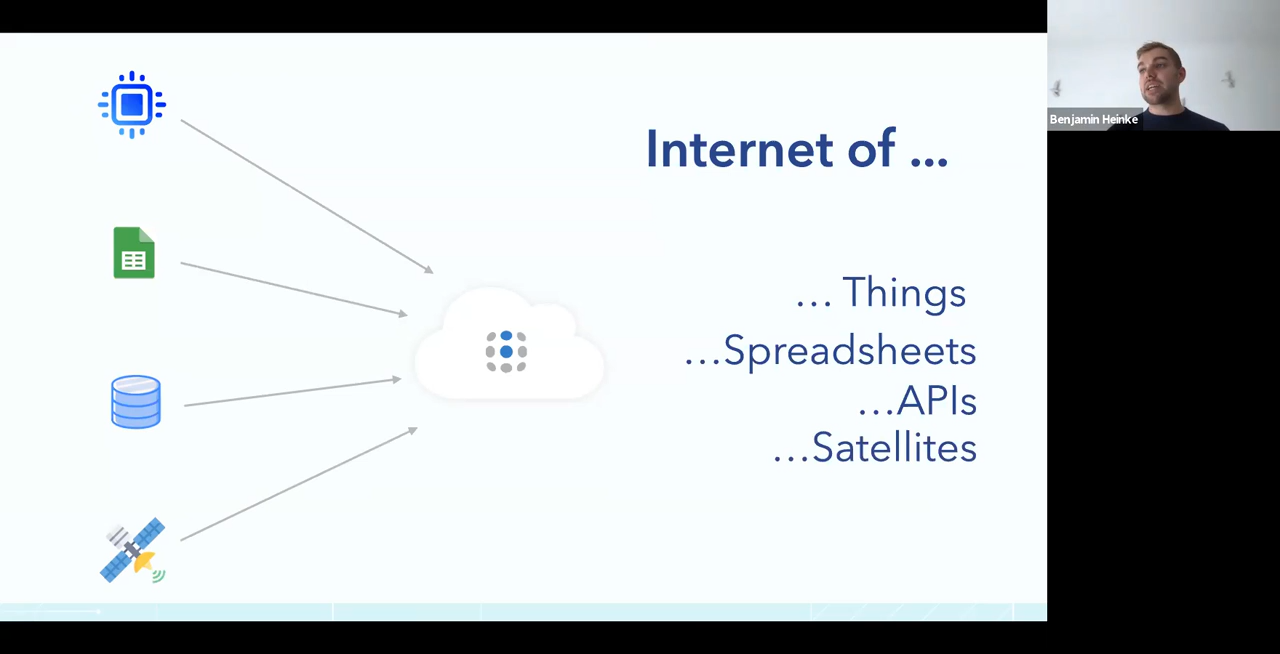 Internet of ...
... Things
...Spreadsheets
...APIs
...Satellites
Benjamin Heinke